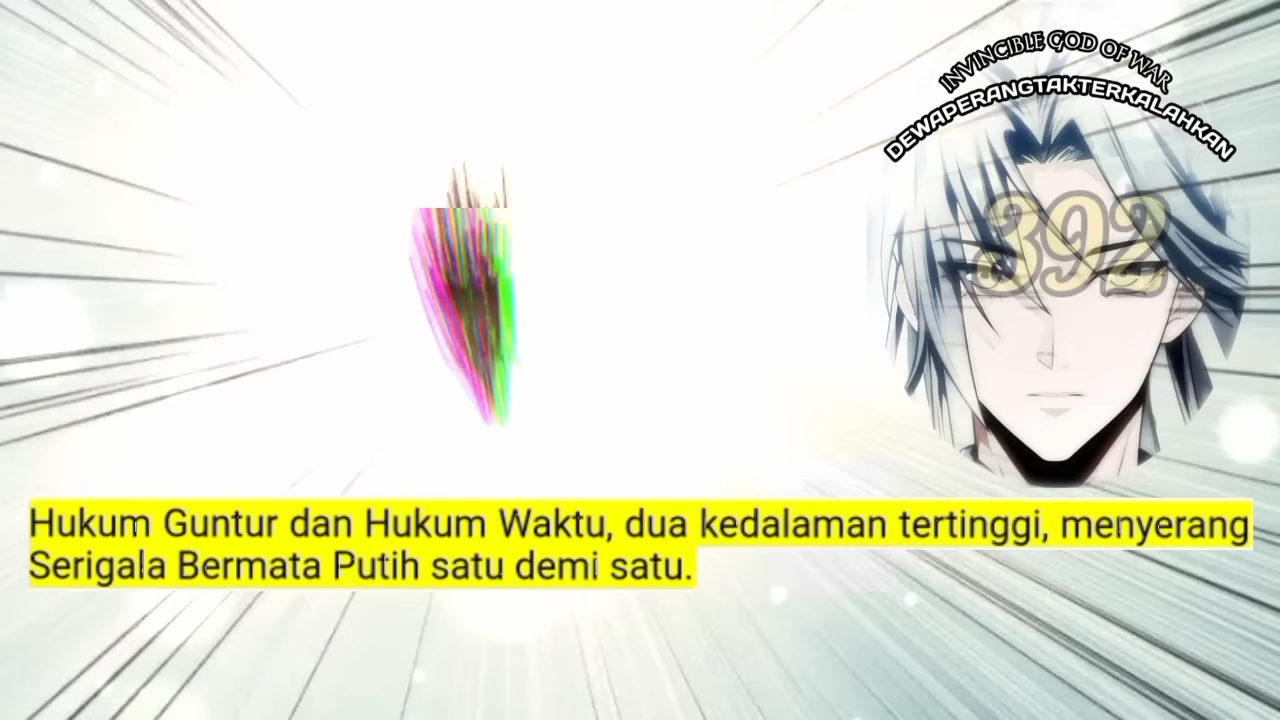 INVINCIBLE GOD OF WAR
DEWAPERANGTAKTERKALAHKAN
392
Hukum Guntur dan Hukum Waktu, dua kedalaman tertinggi, menyerang
Serigala Bermata Putih satu demi satu.